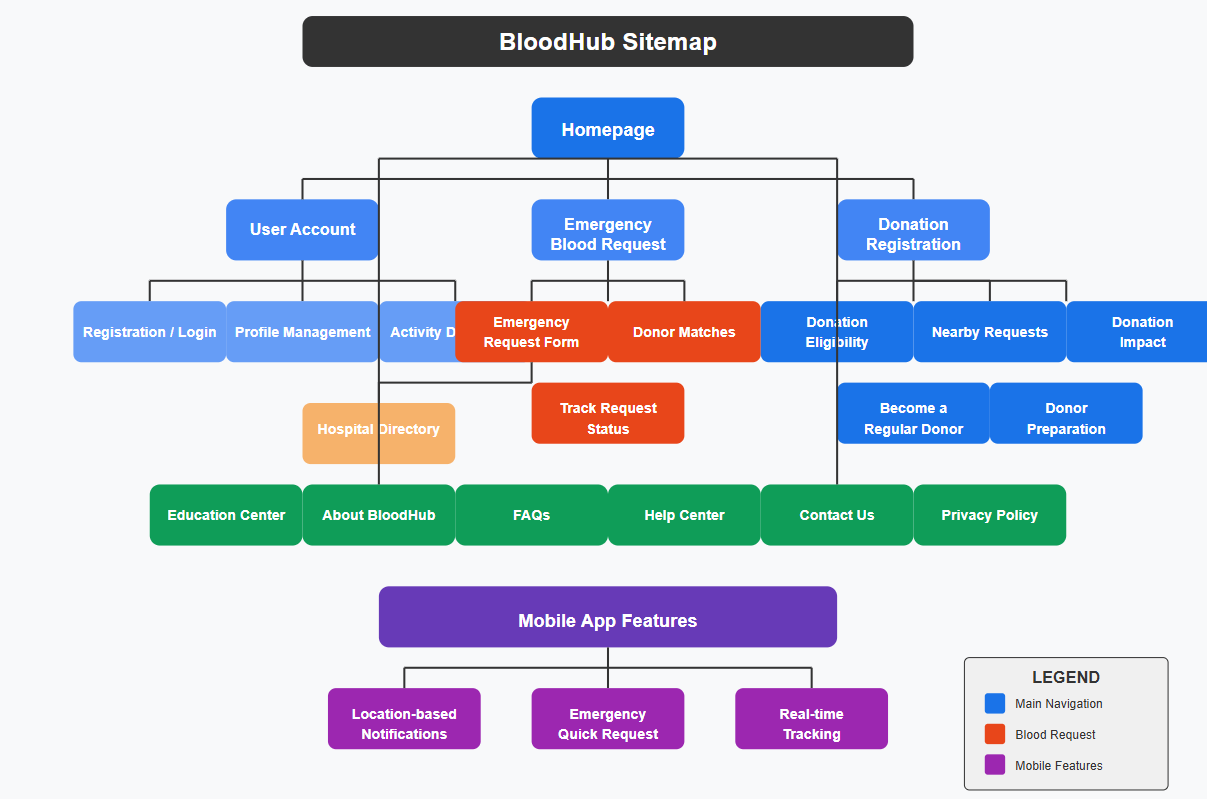 BloodHub Sitemap
Homepage
User Account
Emergency
Blood Request
Donation
Registration
Registration / Login
Profile Management
Activity D
Emergency
Request Form
Donor Matches
Donation
Eligibility
Nearby Requests
Donation
Impact
Hospital Directory
Track Request
Status
Become a
Regular Donor
Donor
Preparation
Education Center
About BloodHub
FAQs
Help Center
Contact Us
Privacy Policy
Mobile App Features
Location-based
Notifications
Emergency
Quick Request
Real-time
Tracking
LEGEND
Main Navigation
Blood Request
Mobile Features